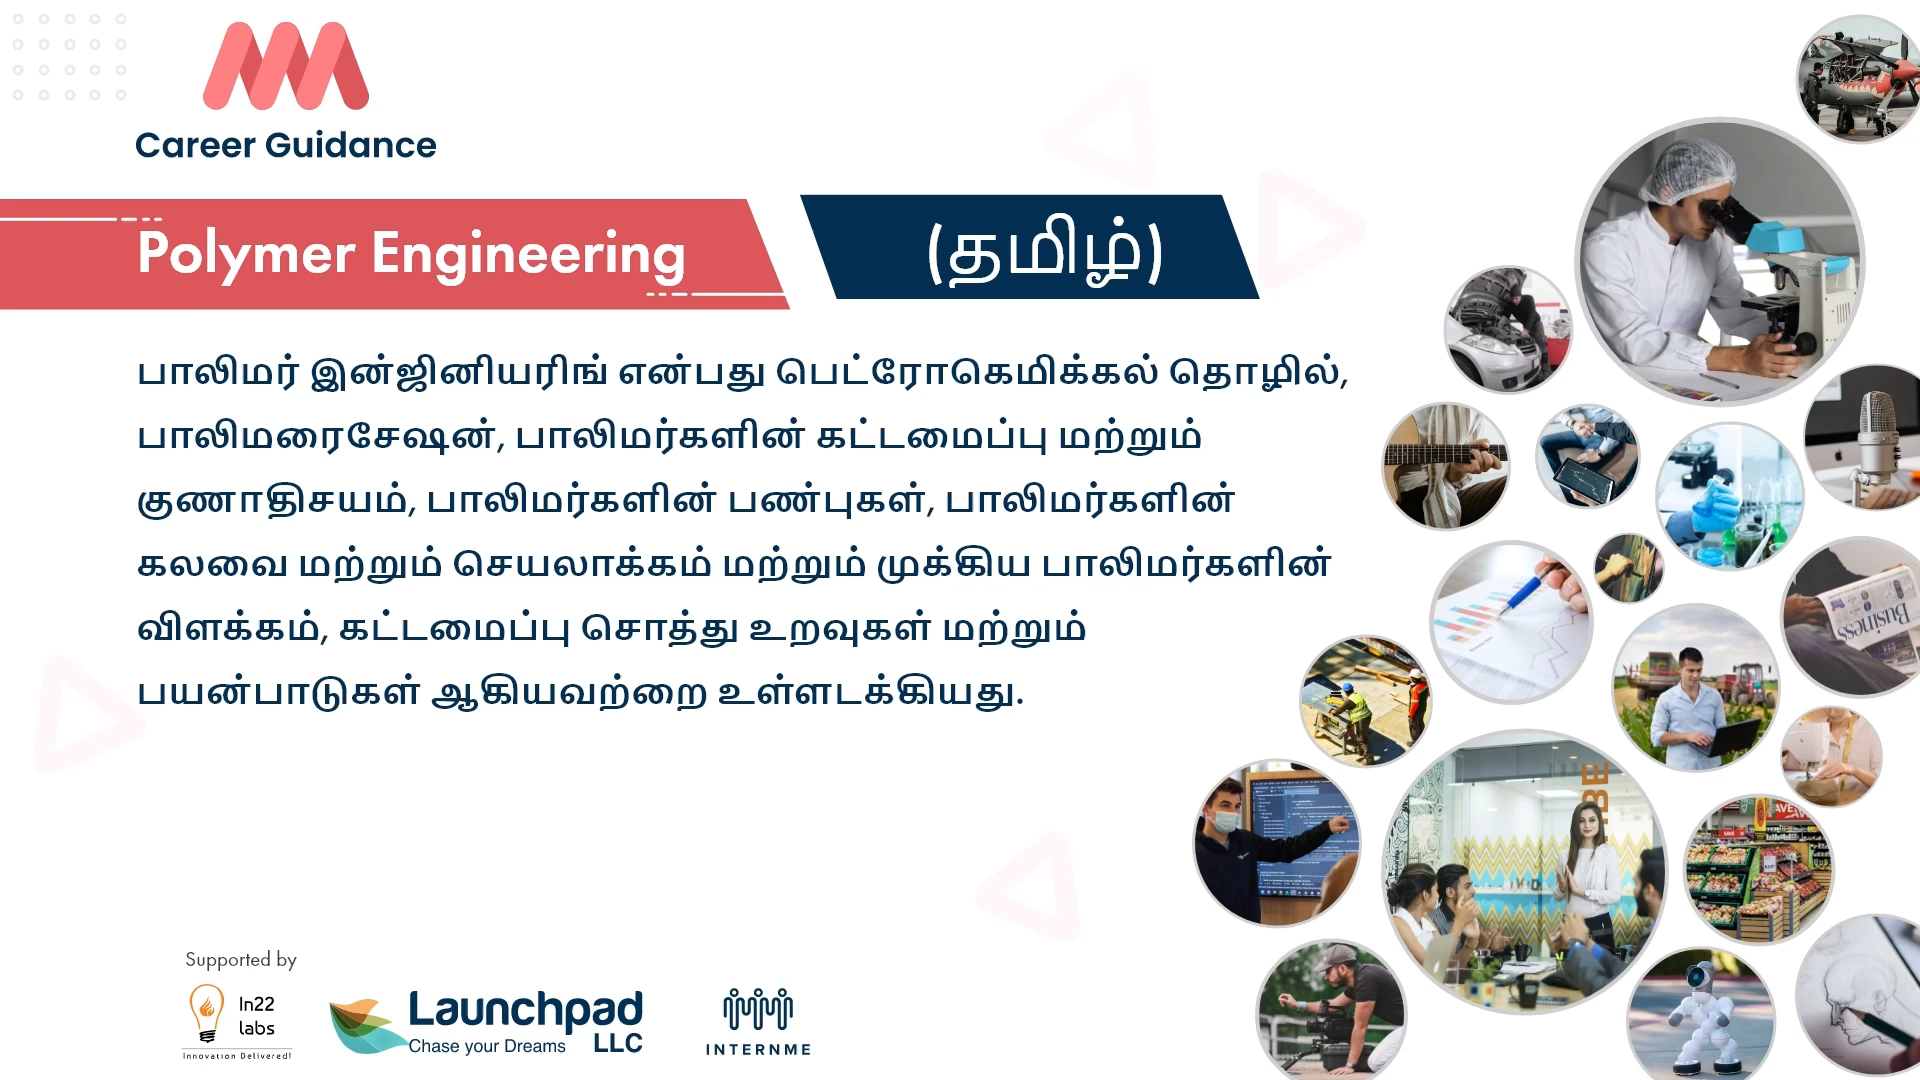 Career Guidance
Polymer Engineering
(தமிழ்)
பாலிமர் இன்ஜினியரிங் என்பது பெட்ரோகெமிக்கல் தொழில்,
பாலிமரைசேஷன், பாலிமர்களின் கட்டமைப்பு மற்றும்
குணாதிசயம், பாலிமர்களின் பண்புகள், பாலிமர்களின்
கலவை மற்றும் செயலாக்கம் மற்றும் முக்கிய பாலிமர்களின்
விளக்கம், கட்டமைப்பு சொத்து உறவுகள் மற்றும்
பயன்பாடுகள் ஆகியவற்றை உள்ளடக்கியது.
Business
Supported by
In22
labs
Innovation Delivered!
Launchpad
Chase your Dreams LLC
INTERNME